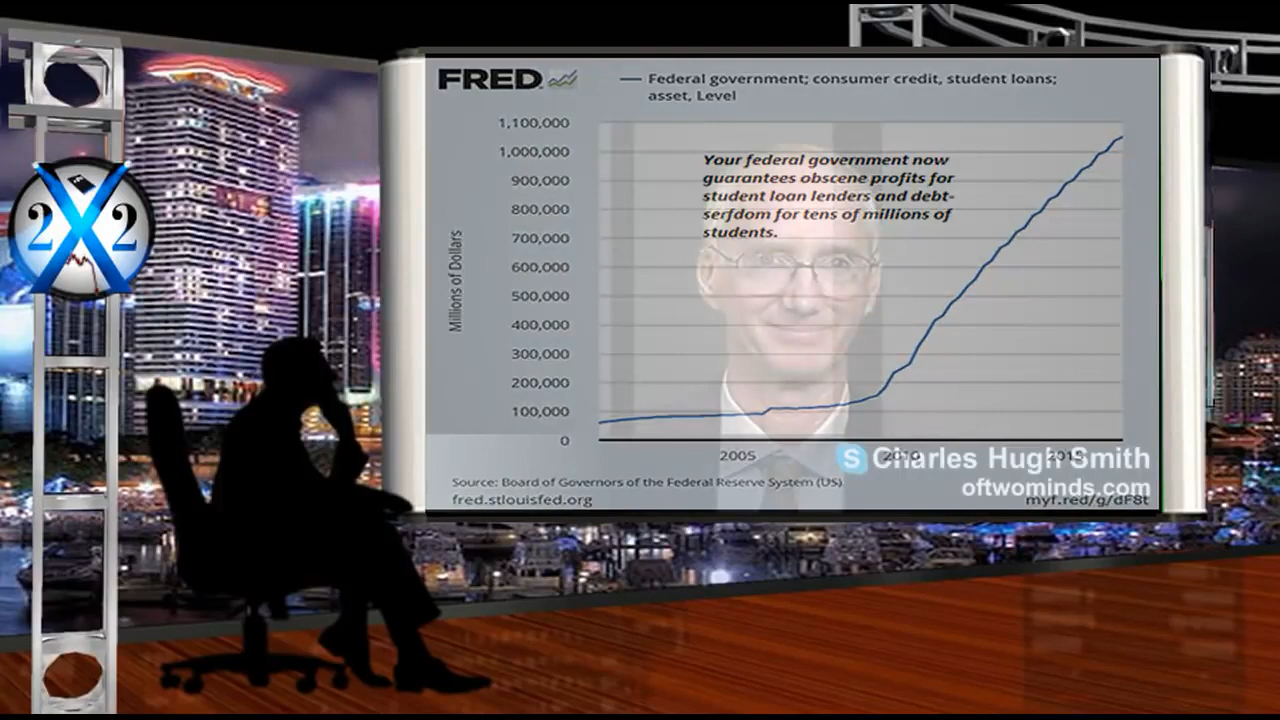 FRED
Federal government; consumer credit, student loans;
asset, Level
1,100,000
1,000,000
900,000
800,000
700,000
600,000
500,000
400,000
300,000
200,000
100,000
0
Millions of Dollars
Your federal government now
guarantees obscene profits for
student loan lenders and debt-
serfdom for tens of millions of
students.
2005
2010
2015
Source: Board of Governors of the Federal Reserve System (US)
fred.stlouisfed.org
myf.red/g/dF8t
S Charles Hugh Smith
oftwominds.com
2X2